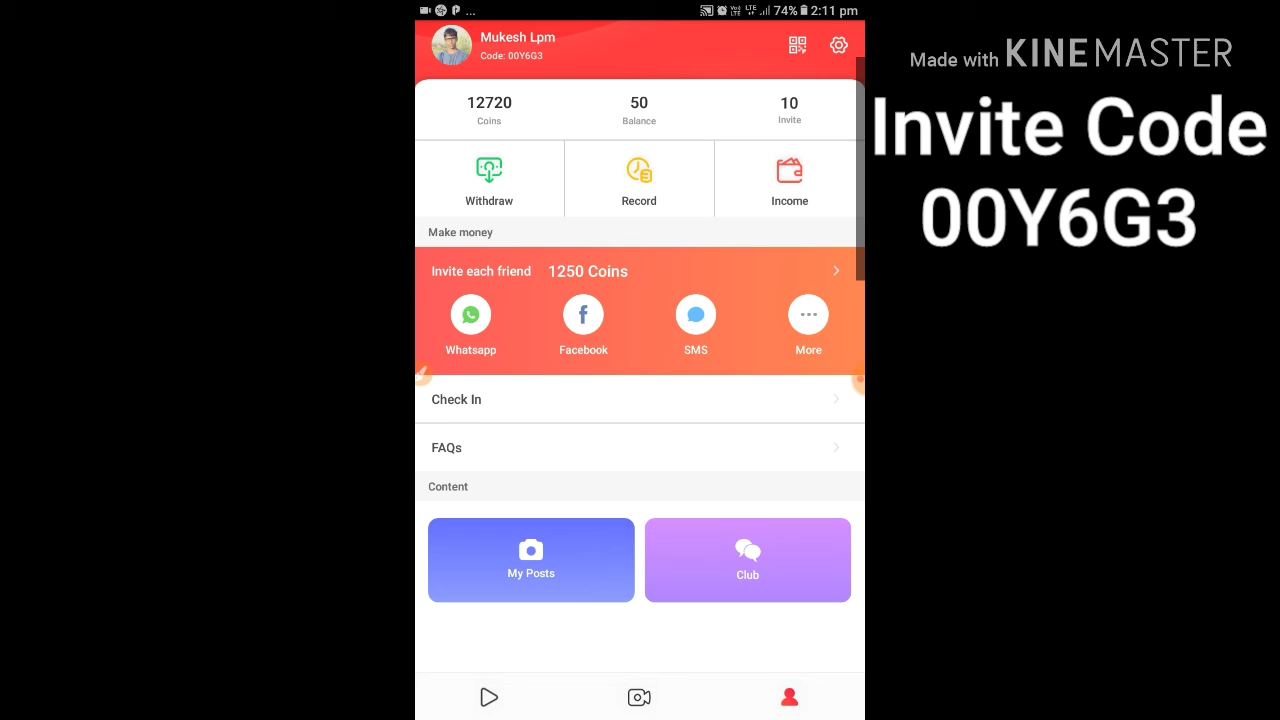 ... VoLTE LTE 74% 2:11 pm
Mukesh Lpm
Code: 00Y6G3
12720 50 10
Coins Balance Invite
Withdraw Record Income
Make money
Invite each friend 1250 Coins
Whatsapp Facebook SMS More
Check In
FAQs
Content
My Posts Club
Made with KINEMASTER
Invite Code
00Y6G3